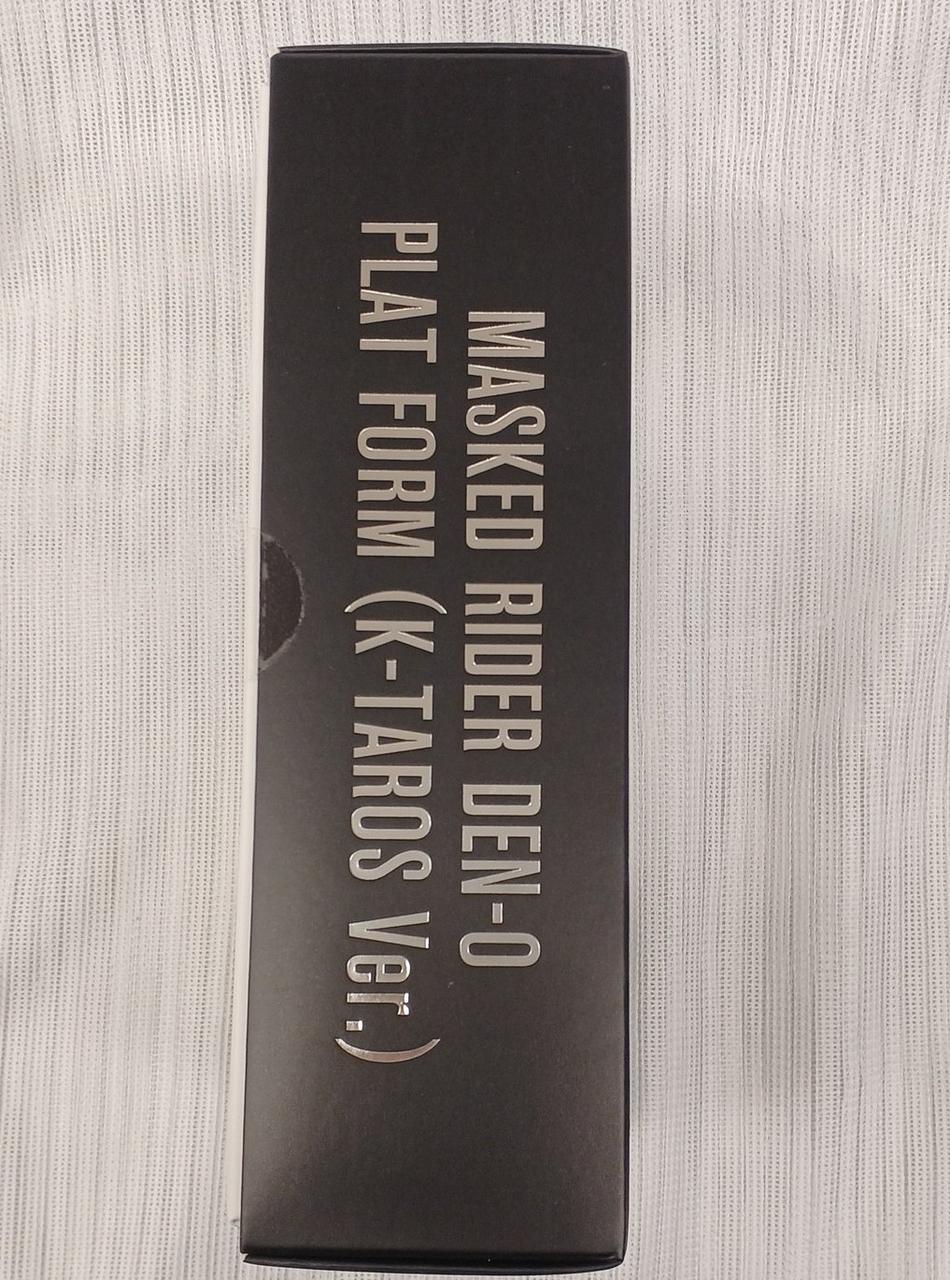 MASKED RIDER DEN-O
PLAT FORM (K-TAROS Ver.)